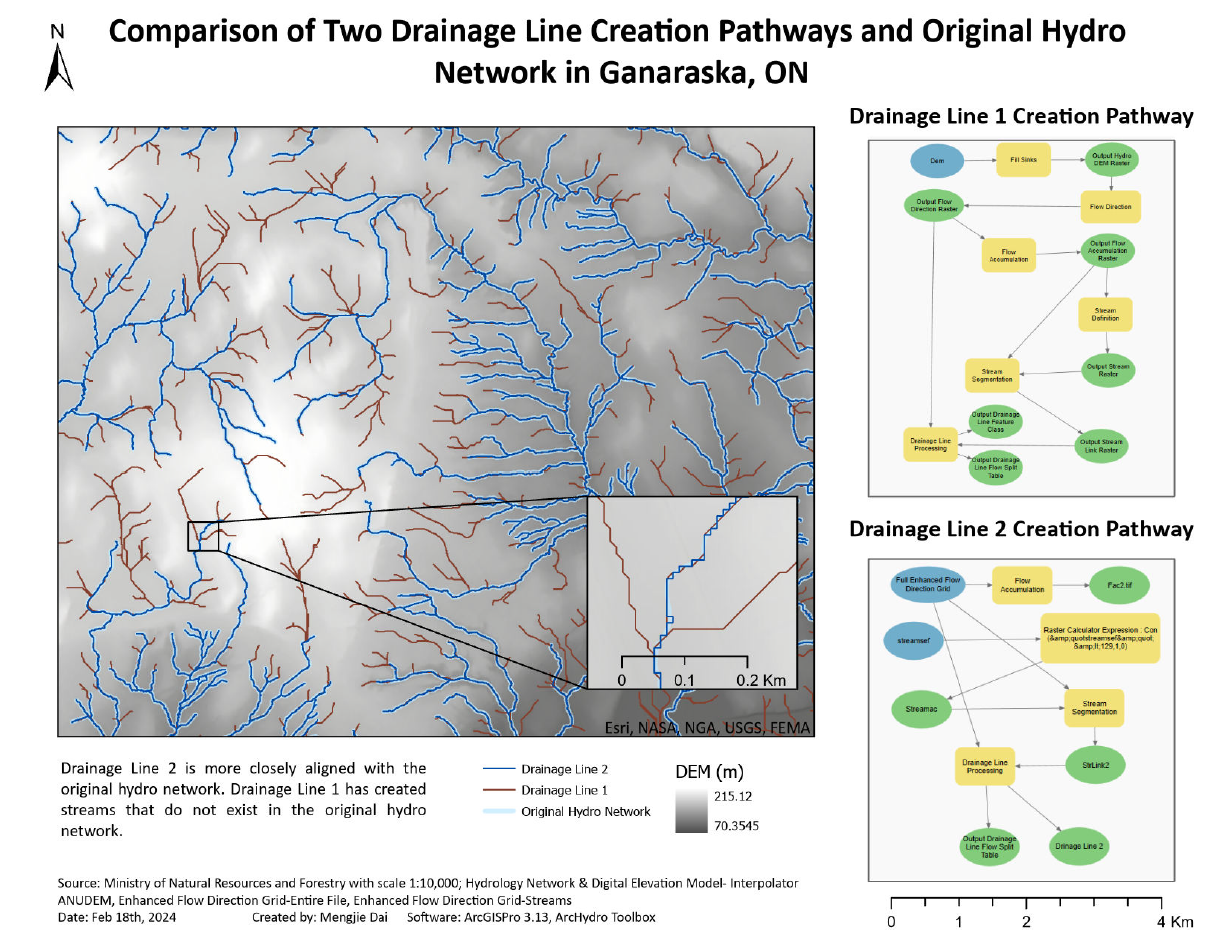 N
Comparison of Two Drainage Line Creation Pathways and Original Hydro
Network in Ganaraska, ON
Drainage Line 1 Creation Pathway
Dem
Fill Sinks
Output Hydro
DEM Raster
Output Flow
Direction Raster
Flow Direction
Flow
Accumulation
Output Flow
Accumulation
Raster
Stream
Definition
Stream
Segmentation
Output Stream
Raster
Output Drainage
Line Feature
Class
Drainage Line
Processing
Output Stream
Link Raster
Output Drainage
Line Flow Split
Table
Drainage Line 2 Creation Pathway
Full Enhanced Flow
Direction Grid
Flow
Accumulation
Fac2.tif
streamsef
Raster Calculator Expression : Con
(&amp;quotstreamsef&amp;quot;
&amp;lt;129,1,0)
Streamac
Stream
Segmentation
Drainage Line
Processing
StrLink2
Output Drainage
Line Flow Split
Table
Drinage Line 2
0 0.1 0.2 Km
Esri, NASA, NGA, USGS, FEMA
Drainage Line 2 is more closely aligned with the
original hydro network. Drainage Line 1 has created
streams that do not exist in the original hydro
network.
Drainage Line 2
Drainage Line 1
Original Hydro Network
DEM (m)
215.12
70.3545
Source: Ministry of Natural Resources and Forestry with scale 1:10,000; Hydrology Network & Digital Elevation Model- Interpolator
ANUDEM, Enhanced Flow Direction Grid-Entire File, Enhanced Flow Direction Grid-Streams
Date: Feb 18th, 2024 Created by: Mengjie Dai Software: ArcGISPro 3.13, ArcHydro Toolbox
0 1 2 4 Km